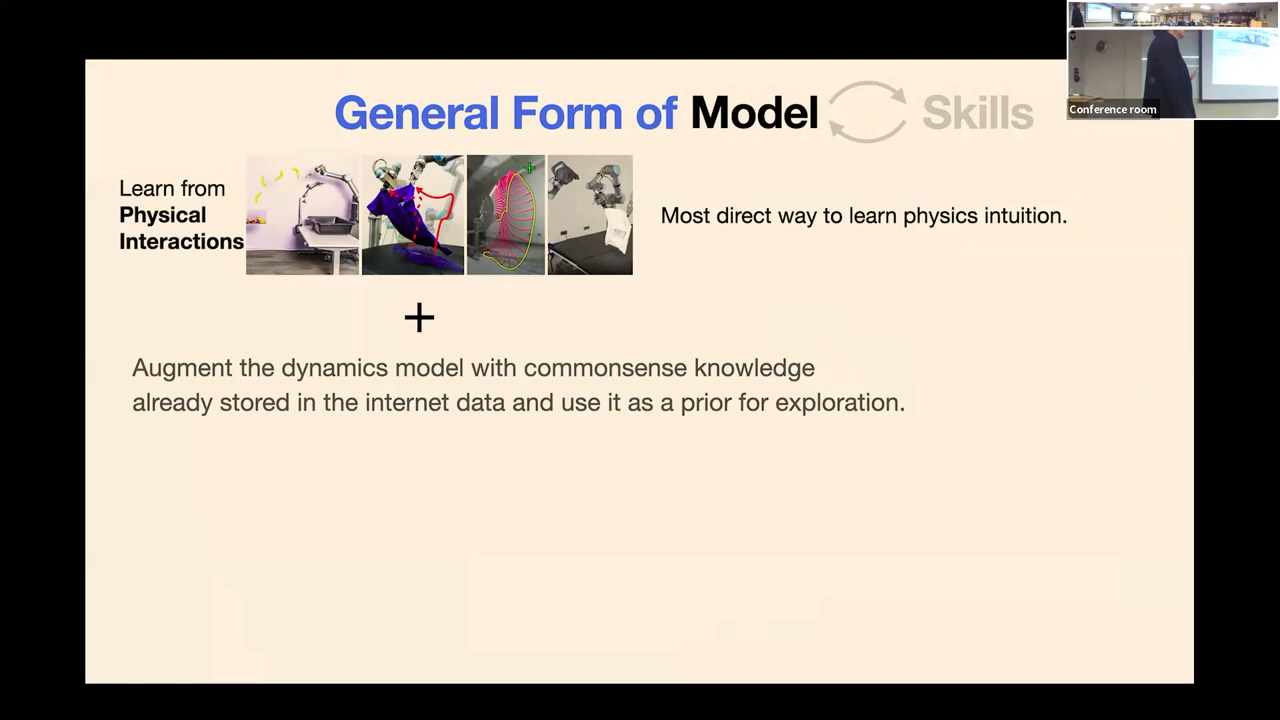 General Form of Model Skills
Conference room
Learn from
Physical
Interactions
Most direct way to learn physics intuition.
+
Augment the dynamics model with commonsense knowledge
already stored in the internet data and use it as a prior for exploration.